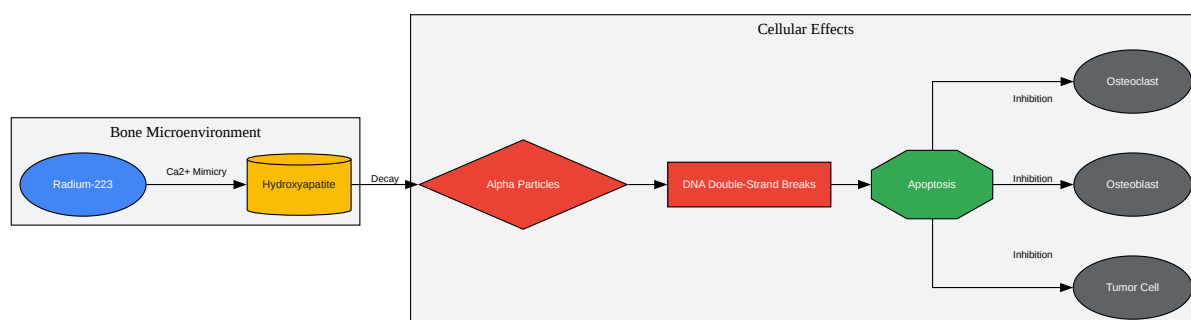 Cellular Effects
Bone Microenvironment
Radium-223
Ca2+ Mimicry
Hydroxyapatite
Decay
Alpha Particles
DNA Double-Strand Breaks
Apoptosis
Inhibition
Osteoclast
Inhibition
Osteoblast
Inhibition
Tumor Cell